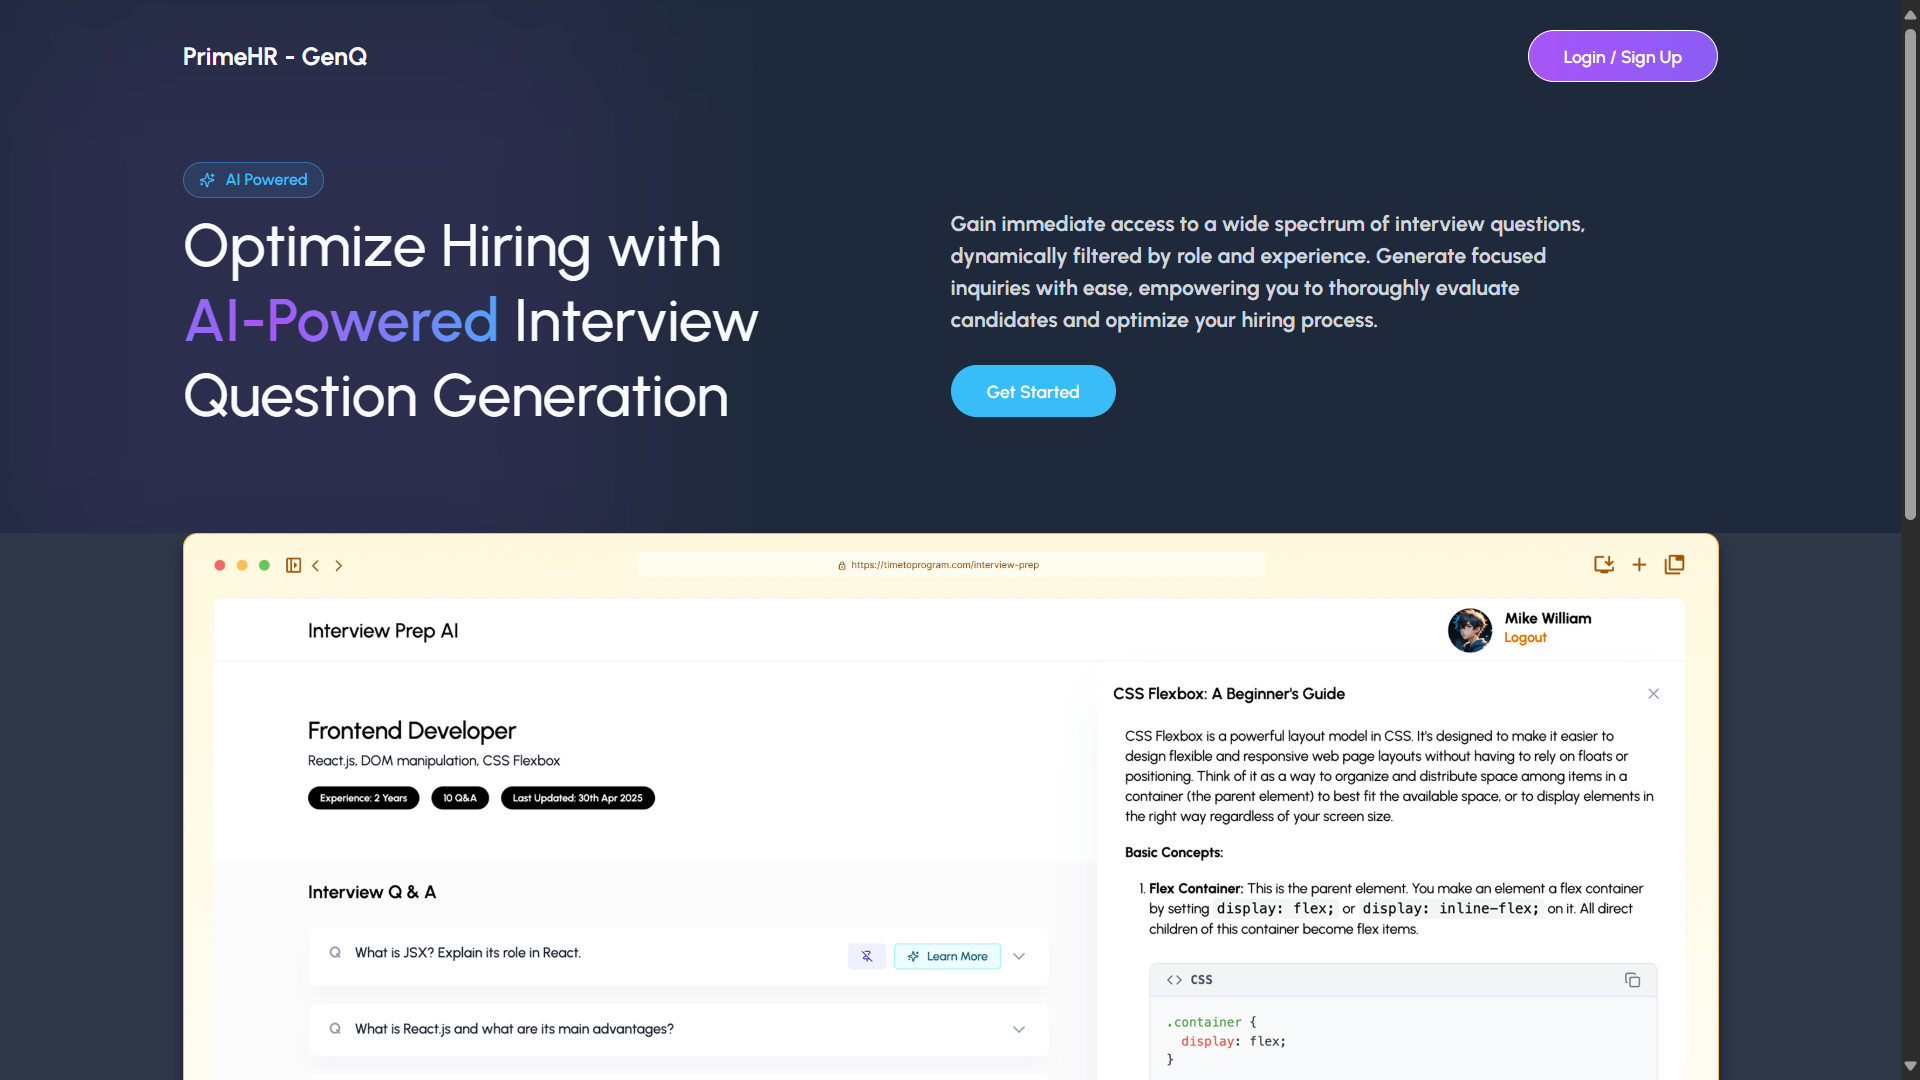 PrimeHR - GenQ
Login / Sign Up
AI Powered
Optimize Hiring with
AI-Powered Interview
Question Generation
Gain immediate access to a wide spectrum of interview questions,
dynamically filtered by role and experience. Generate focused
inquiries with ease, empowering you to thoroughly evaluate
candidates and optimize your hiring process.
Get Started
https://timetoprogram.com/interview-prep
Interview Prep AI
Mike William
Logout
Frontend Developer
React.js, DOM manipulation, CSS Flexbox
Experience: 2 Years
10 Q&A
Last Updated: 30th Apr 2025
Interview Q & A
Q What is JSX? Explain its role in React.
Learn More
Q What is React.js and what are its main advantages?
CSS Flexbox: A Beginner's Guide
CSS Flexbox is a powerful layout model in CSS. It's designed to make it easier to
design flexible and responsive web page layouts without having to rely on floats or
positioning. Think of it as a way to organize and distribute space among items in a
container (the parent element) to best fit the available space, or to display elements in
the right way regardless of your screen size.
Basic Concepts:
1. Flex Container: This is the parent element. You make an element a flex container
by setting display: flex; or display: inline-flex; on it. All direct
children of this container become flex items.
<> CSS
.container {
display: flex;
}